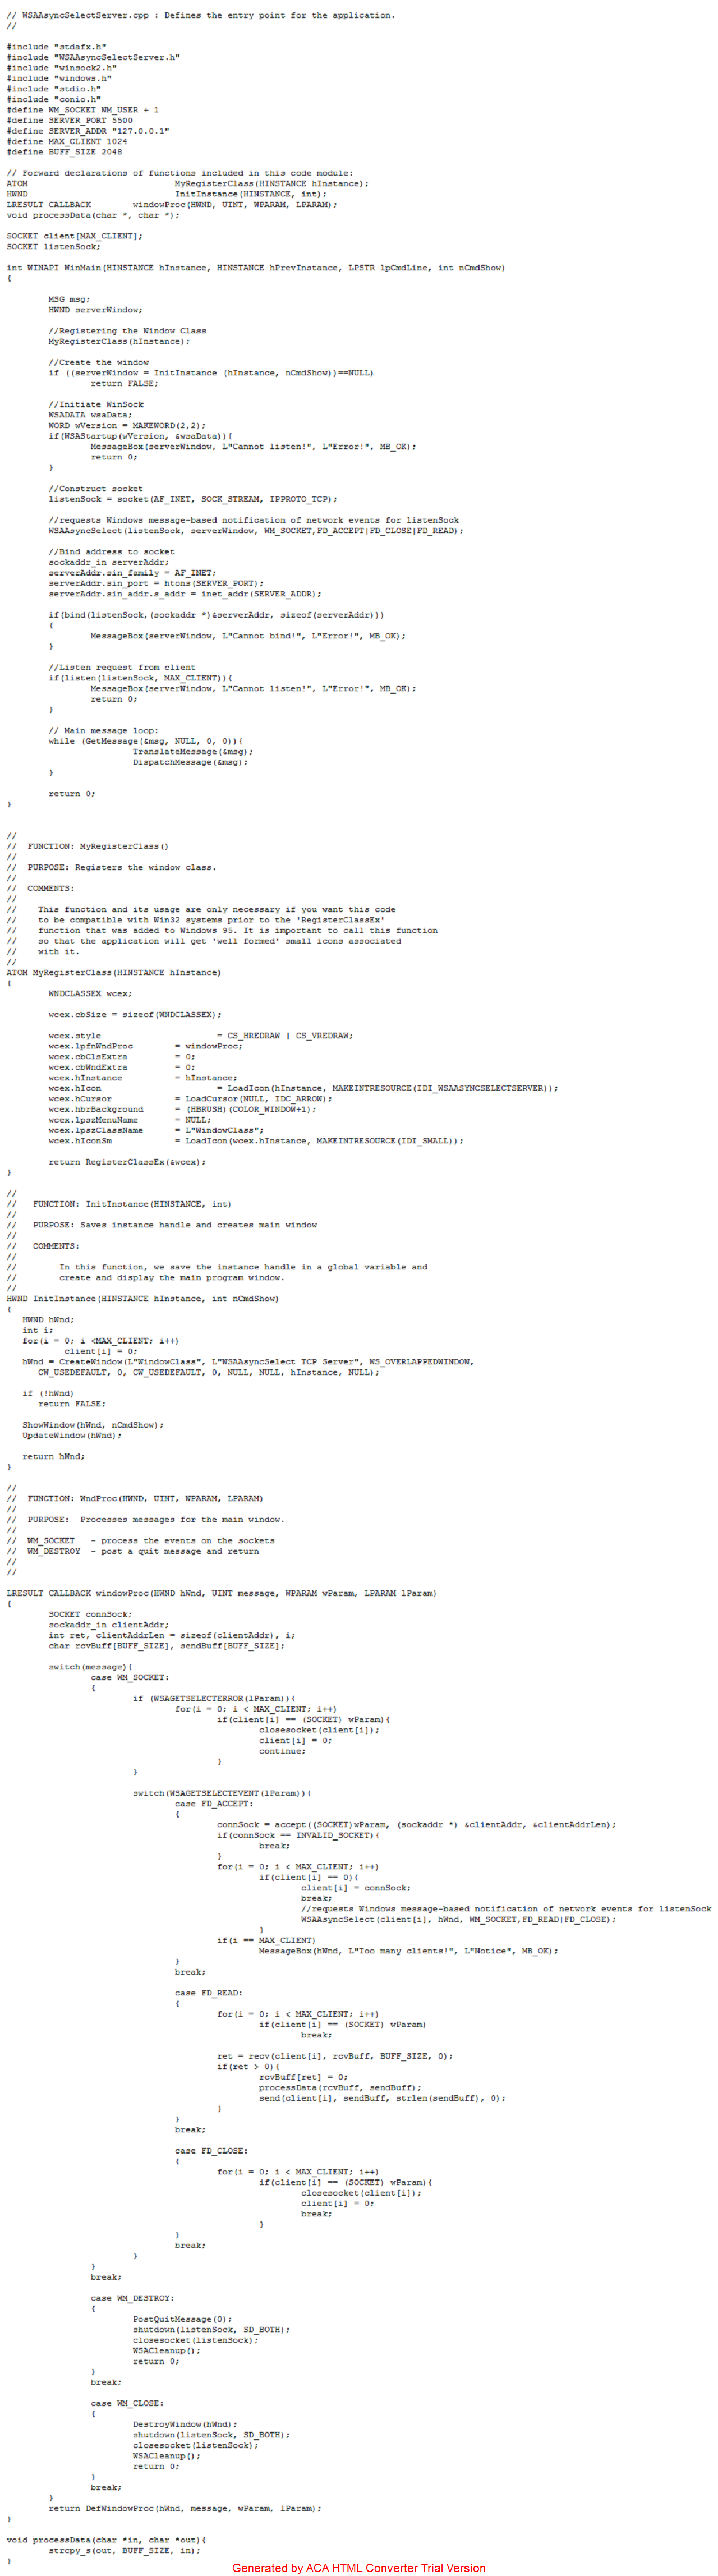 // WSAAsyncSelectServer.cpp : Defines the entry point for the application.
//

#include "stdafx.h"
#include "WSAAsyncSelectServer.h"
#include "winsock2.h"
#include "windows.h"
#include "stdio.h"
#include "conio.h"
#define WM_SOCKET WM_USER + 1
#define SERVER_PORT 5500
#define SERVER_ADDR "127.0.0.1"
#define MAX_CLIENT 1024
#define BUFF_SIZE 2048

// Forward declarations of functions included in this code module:
ATOM				MyRegisterClass(HINSTANCE hInstance);
HWND				InitInstance(HINSTANCE, int);
LRESULT CALLBACK	windowProc(HWND, UINT, WPARAM, LPARAM);
void processData(char *, char *);

SOCKET client[MAX_CLIENT];
SOCKET listenSock;

int WINAPI WinMain(HINSTANCE hInstance, HINSTANCE hPrevInstance, LPSTR lpCmdLine, int nCmdShow)
{

	MSG msg;
	HWND serverWindow;

	//Registering the Window Class
	MyRegisterClass(hInstance);

	//Create the window
	if ((serverWindow = InitInstance (hInstance, nCmdShow))==NULL)
		return FALSE;

	//Initiate WinSock
	WSADATA wsaData;
	WORD wVersion = MAKEWORD(2,2);
	if(WSAStartup(wVersion, &wsaData)){
		MessageBox(serverWindow, L"Cannot listen!", L"Error!", MB_OK);
		return 0;
	}

	//Construct socket
	listenSock = socket(AF_INET, SOCK_STREAM, IPPROTO_TCP);

	//requests Windows message-based notification of network events for listenSock
	WSAAsyncSelect(listenSock, serverWindow, WM_SOCKET,FD_ACCEPT|FD_CLOSE|FD_READ);

	//Bind address to socket
	sockaddr_in serverAddr;
	serverAddr.sin_family = AF_INET;
	serverAddr.sin_port = htons(SERVER_PORT);
	serverAddr.sin_addr.s_addr = inet_addr(SERVER_ADDR);

	if(bind(listenSock,(sockaddr *)&serverAddr, sizeof(serverAddr)))
	{
		MessageBox(serverWindow, L"Cannot bind!", L"Error!", MB_OK);
	}

	//Listen request from client
	if(listen(listenSock, MAX_CLIENT)){
		MessageBox(serverWindow, L"Cannot listen!", L"Error!", MB_OK);
		return 0;
	}

	// Main message loop:
	while (GetMessage(&msg, NULL, 0, 0)){
			TranslateMessage(&msg);
			DispatchMessage(&msg);
	}

	return 0;
}


//
//  FUNCTION: MyRegisterClass()
//
//  PURPOSE: Registers the window class.
//
//  COMMENTS:
//
//    This function and its usage are only necessary if you want this code
//    to be compatible with Win32 systems prior to the 'RegisterClassEx'
//    function that was added to Windows 95. It is important to call this function
//    so that the application will get 'well formed' small icons associated
//    with it.
//
ATOM MyRegisterClass(HINSTANCE hInstance)
{
	WNDCLASSEX wcex;

	wcex.cbSize = sizeof(WNDCLASSEX);

	wcex.style			= CS_HREDRAW | CS_VREDRAW;
	wcex.lpfnWndProc	= windowProc;
	wcex.cbClsExtra		= 0;
	wcex.cbWndExtra		= 0;
	wcex.hInstance		= hInstance;
	wcex.hIcon			= LoadIcon(hInstance, MAKEINTRESOURCE(IDI_WSAASYNCSELECTSERVER));
	wcex.hCursor		= LoadCursor(NULL, IDC_ARROW);
	wcex.hbrBackground	= (HBRUSH)(COLOR_WINDOW+1);
	wcex.lpszMenuName	= NULL;
	wcex.lpszClassName	= L"WindowClass";
	wcex.hIconSm		= LoadIcon(wcex.hInstance, MAKEINTRESOURCE(IDI_SMALL));

	return RegisterClassEx(&wcex);
}

//
//   FUNCTION: InitInstance(HINSTANCE, int)
//
//   PURPOSE: Saves instance handle and creates main window
//
//   COMMENTS:
//
//        In this function, we save the instance handle in a global variable and
//        create and display the main program window.
//
HWND InitInstance(HINSTANCE hInstance, int nCmdShow)
{
   HWND hWnd;
   int i;
   for(i = 0; i <MAX_CLIENT; i++)
	   client[i] = 0;
   hWnd = CreateWindow(L"WindowClass", L"WSAAsyncSelect TCP Server", WS_OVERLAPPEDWINDOW,
      CW_USEDEFAULT, 0, CW_USEDEFAULT, 0, NULL, NULL, hInstance, NULL);

   if (!hWnd)
      return FALSE;

   ShowWindow(hWnd, nCmdShow);
   UpdateWindow(hWnd);

   return hWnd;
}

//
//  FUNCTION: WndProc(HWND, UINT, WPARAM, LPARAM)
//
//  PURPOSE:  Processes messages for the main window.
//
//  WM_SOCKET	- process the events on the sockets
//  WM_DESTROY	- post a quit message and return
//
//

LRESULT CALLBACK windowProc(HWND hWnd, UINT message, WPARAM wParam, LPARAM lParam)
{
	SOCKET connSock;
	sockaddr_in clientAddr;
	int ret, clientAddrLen = sizeof(clientAddr), i;
	char rcvBuff[BUFF_SIZE], sendBuff[BUFF_SIZE];

	switch(message){
		case WM_SOCKET:
		{
			if (WSAGETSELECTERROR(lParam)){
				for(i = 0; i < MAX_CLIENT; i++)
					if(client[i] == (SOCKET) wParam){
						closesocket(client[i]);
						client[i] = 0;
						continue;
					}
			}

			switch(WSAGETSELECTEVENT(lParam)){
				case FD_ACCEPT:
				{
					connSock = accept((SOCKET)wParam, (sockaddr *) &clientAddr, &clientAddrLen);
					if(connSock == INVALID_SOCKET){
						break;
					}
					for(i = 0; i < MAX_CLIENT; i++)
						if(client[i] == 0){
							client[i] = connSock;
							break;
							//requests Windows message-based notification of network events for listenSock
							WSAAsyncSelect(client[i], hWnd, WM_SOCKET,FD_READ|FD_CLOSE);
						}
					if(i == MAX_CLIENT)
						MessageBox(hWnd, L"Too many clients!", L"Notice", MB_OK);
				}
				break;

				case FD_READ:
				{
					for(i = 0; i < MAX_CLIENT; i++)
						if(client[i] == (SOCKET) wParam)
							break;

					ret = recv(client[i], rcvBuff, BUFF_SIZE, 0);
					if(ret > 0){
						rcvBuff[ret] = 0;
						processData(rcvBuff, sendBuff);
						send(client[i], sendBuff, strlen(sendBuff), 0);
					}
				}
				break;

				case FD_CLOSE:
				{
					for(i = 0; i < MAX_CLIENT; i++)
						if(client[i] == (SOCKET) wParam){
							closesocket(client[i]);
							client[i] = 0;
							break;
						}
				}
				break;
			}
		}
		break;

		case WM_DESTROY:
		{
			PostQuitMessage(0);
			shutdown(listenSock, SD_BOTH);
			closesocket(listenSock);
			WSACleanup();
			return 0;
		}
		break;

		case WM_CLOSE:
		{
			DestroyWindow(hWnd);
			shutdown(listenSock, SD_BOTH);
			closesocket(listenSock);
			WSACleanup();
			return 0;
		}
		break;
	}
	return DefWindowProc(hWnd, message, wParam, lParam);
}

void processData(char *in, char *out){
	strcpy_s(out, BUFF_SIZE, in);
}
Generated by ACA HTML Converter Trial Version